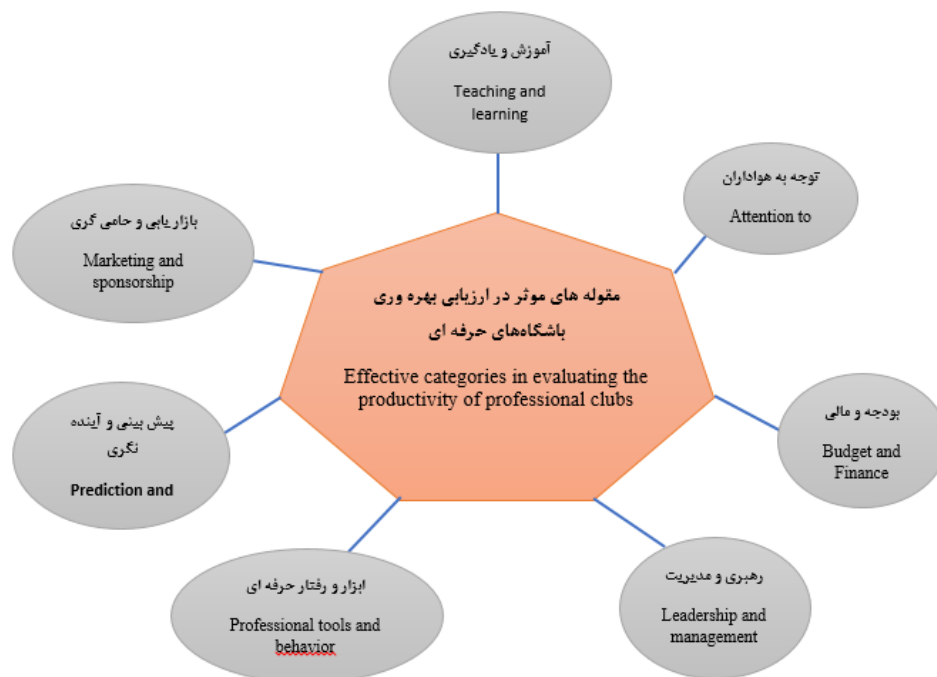 آموزش و یادگیری
Teaching and
learning
توجه به هواداران
Attention to
بازاریابی و حامی گری
Marketing and
sponsorship
مقوله های موثر در ارزیابی بهره وری
باشگاه‌های حرفه ای
Effective categories in evaluating the
productivity of professional clubs
پیش بینی و آینده
نگری
Prediction and
بودجه و مالی
Budget and
Finance
ابزار و رفتار حرفه ای
Professional tools and
behavior
رهبری و مدیریت
Leadership and
management